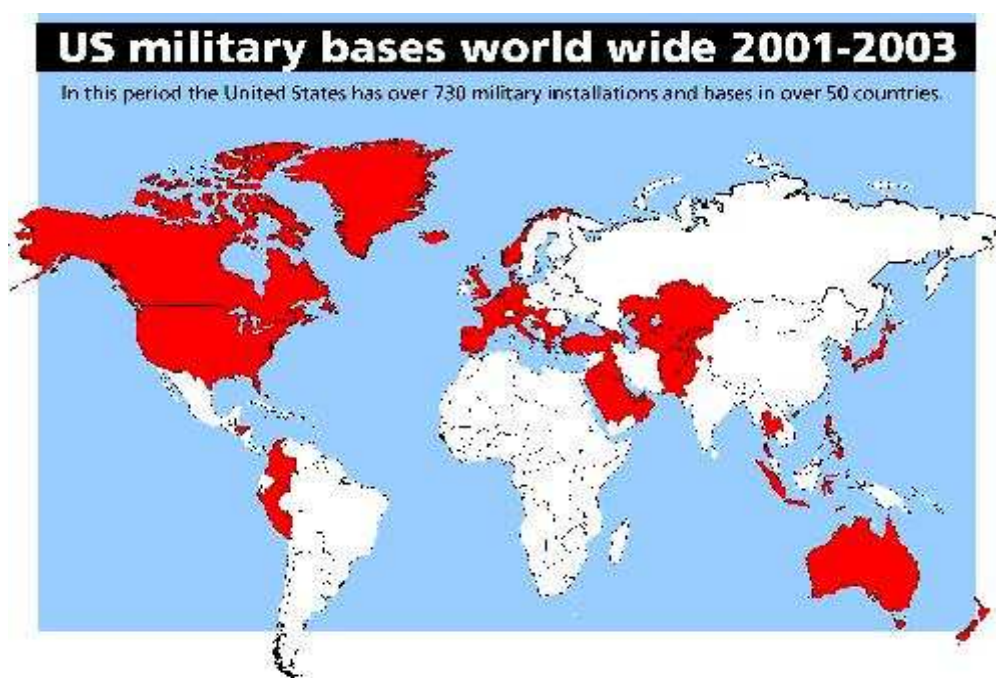 US military bases world wide 2001-2003
In this period the United States has over 730 military installations and bases in over 50 countries.